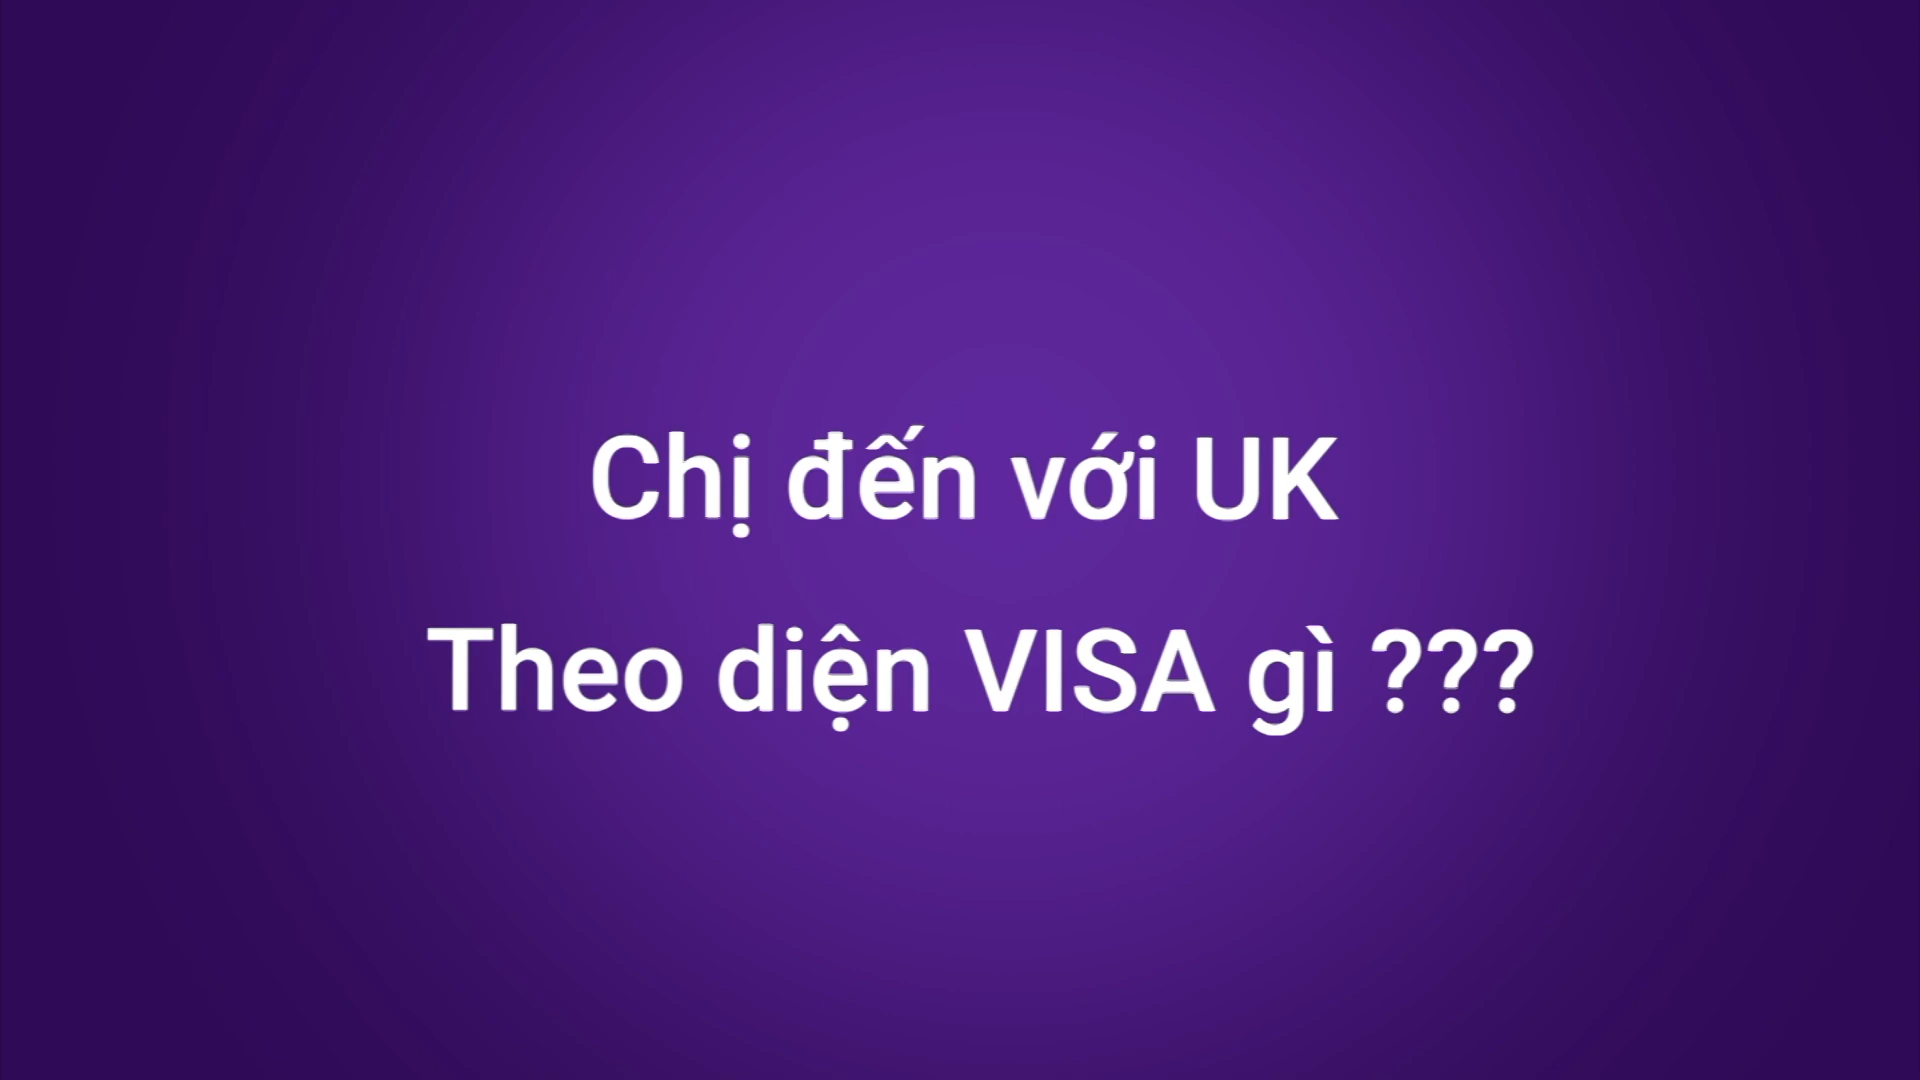 Chị đến với UK
Theo diện VISA gì ???